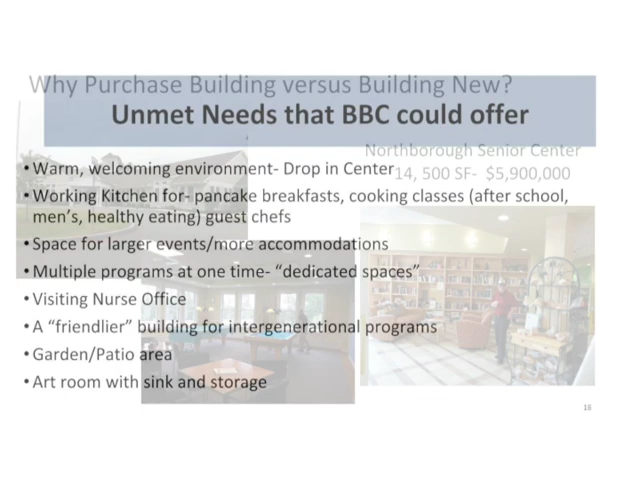 Why Purchase Building versus Building New?
Unmet Needs that BBC could offer
Northborough Senior Center
14, 500 SF- $5,900,000
• Warm, welcoming environment- Drop in Center
• Working Kitchen for- pancake breakfasts, cooking classes (after school,
men's, healthy eating) guest chefs
• Space for larger events/more accommodations
• Multiple programs at one time- “dedicated spaces”
• Visiting Nurse Office
• A “friendlier” building for intergenerational programs
• Garden/Patio area
• Art room with sink and storage
16